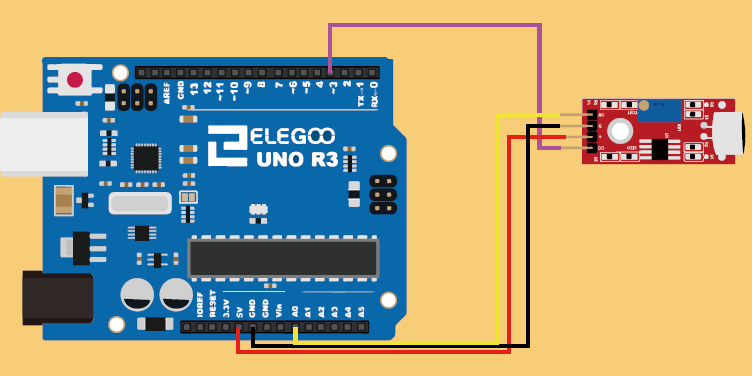 AREF
GND
13
12
~11
~10
~9
8
7
~6
~5
4
~3
2
TX→1
RX←0
ELEGOO
UNO R3
IOREF
RESET
3.3V
5V
GND
GND
Vin
A0
A1
A2
A3
A4
A5